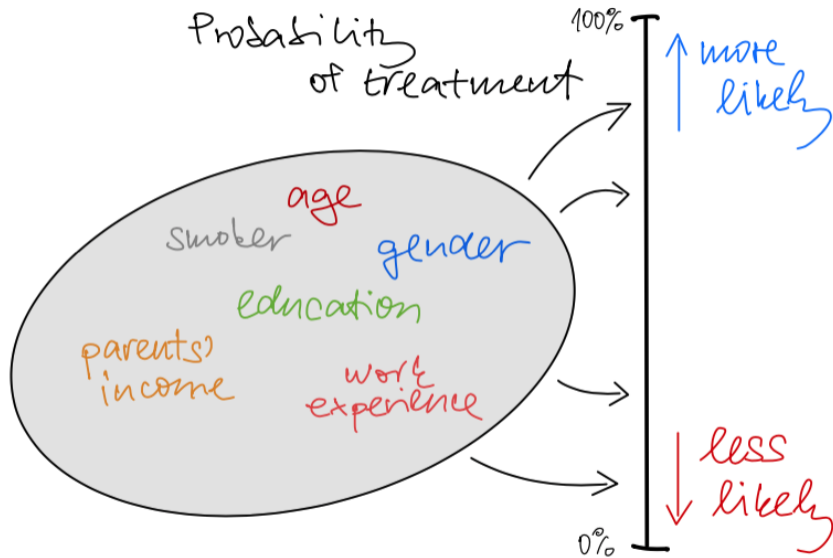 Probability
of treatment
100%
more
likely
age
smoker
gender
education
parents'
income
work
experience
less
likely
0%